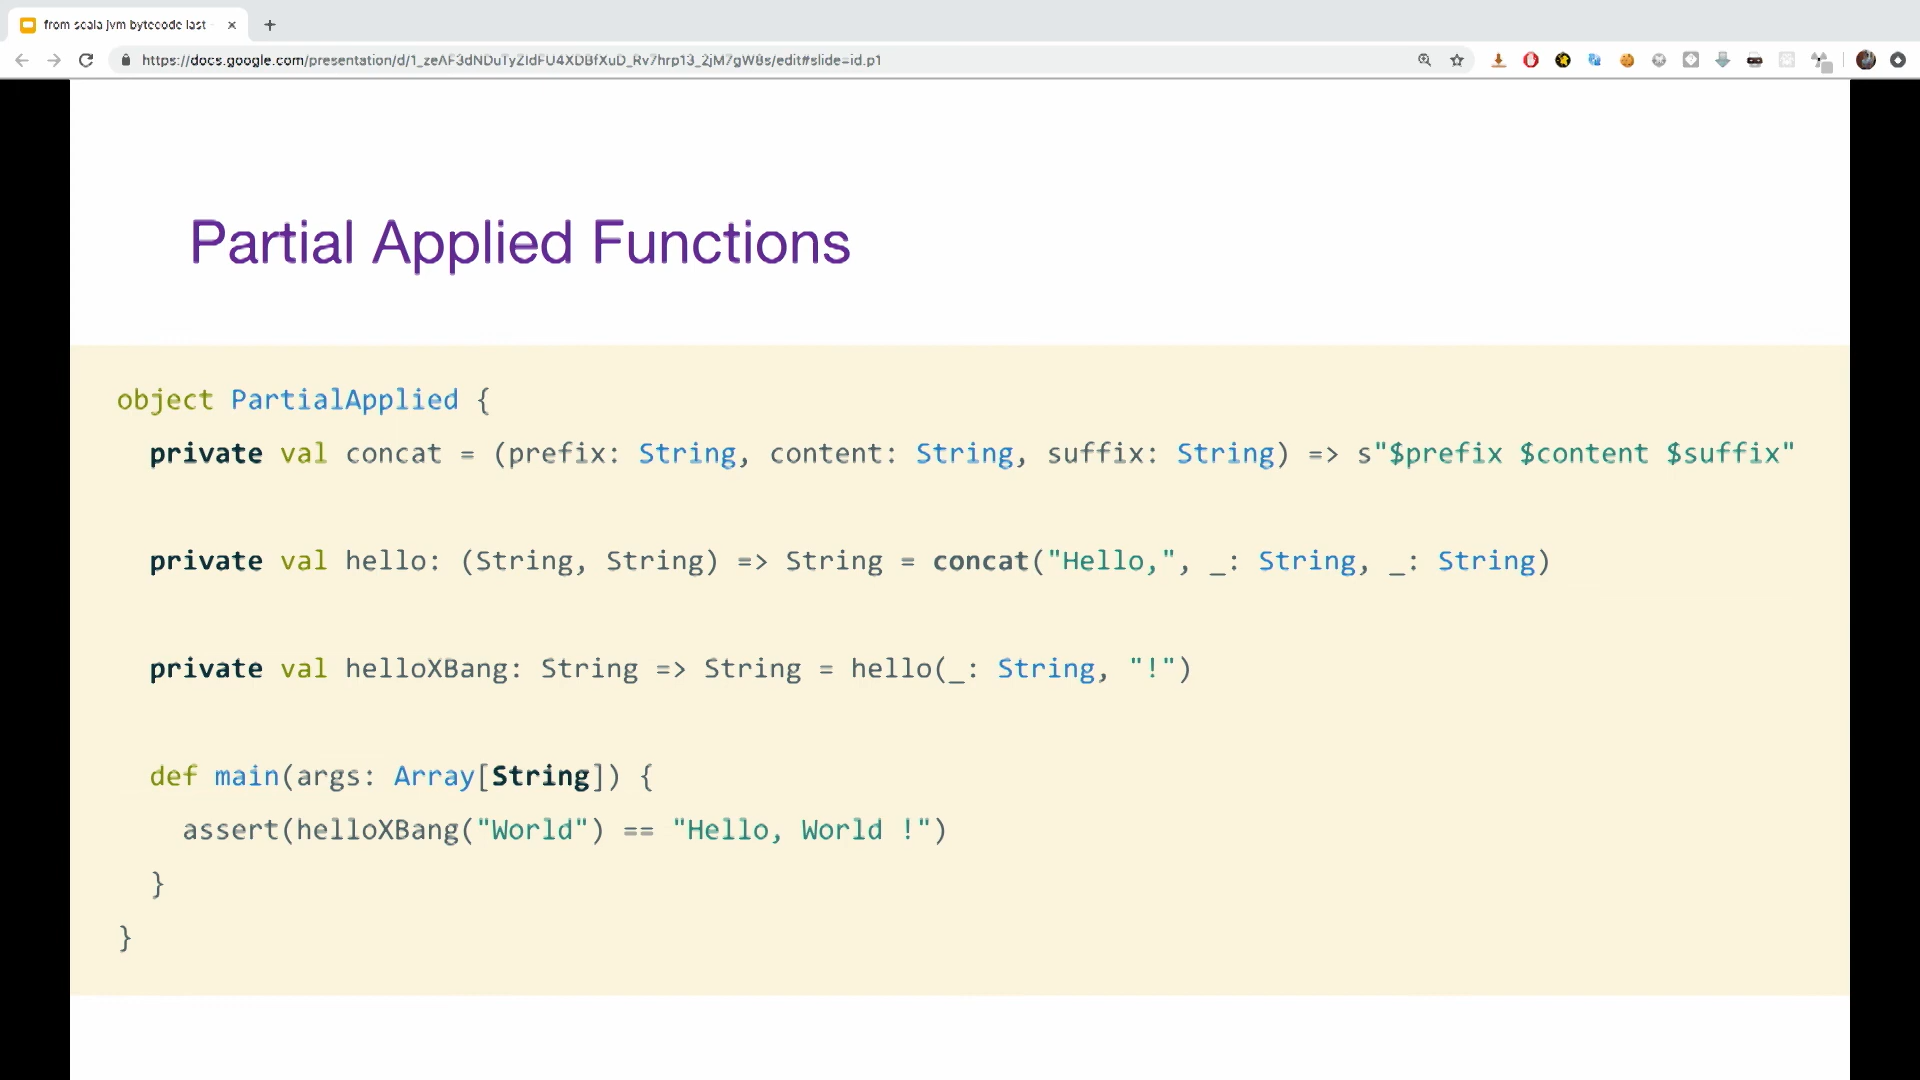 from scala jvm bytecode last
https://docs.google.com/presentation/d/1_zeAF3dNDuTyZIdFU4XDBfXuD_Rv7hrp13_2jM7gW8s/edit#slide=id.p1
Partial Applied Functions
object PartialApplied {
private val concat = (prefix: String, content: String, suffix: String) => s"$prefix $content $suffix"
private val hello: (String, String) => String = concat("Hello,", _: String, _: String)
private val helloXBang: String => String = hello(_: String, "!")
def main(args: Array[String]) {
assert(helloXBang("World") == "Hello, World !")
}
}